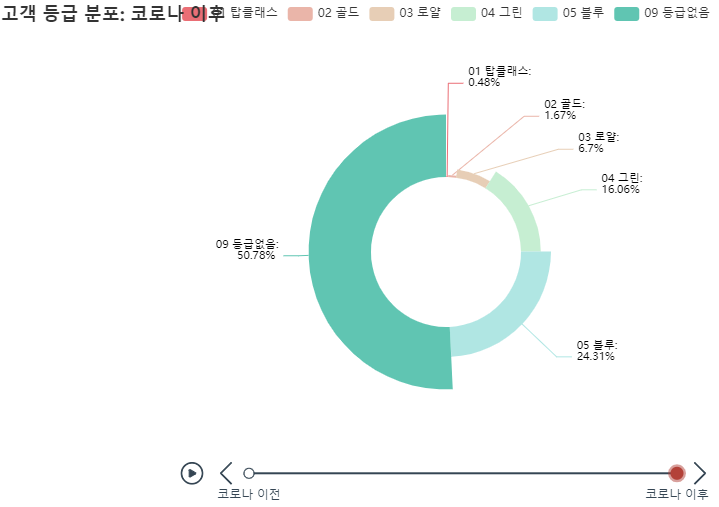 고객 등급 분포: 코로나 이후
탑클래스
02 골드
03 로얄
04 그린
05 블루
09 등급없음
01 탑클래스:
0.48%
02 골드:
1.67%
03 로얄:
6.7%
04 그린:
16.06%
09 등급없음:
50.78%
05 블루:
24.31%
코로나 이전
코로나 이후